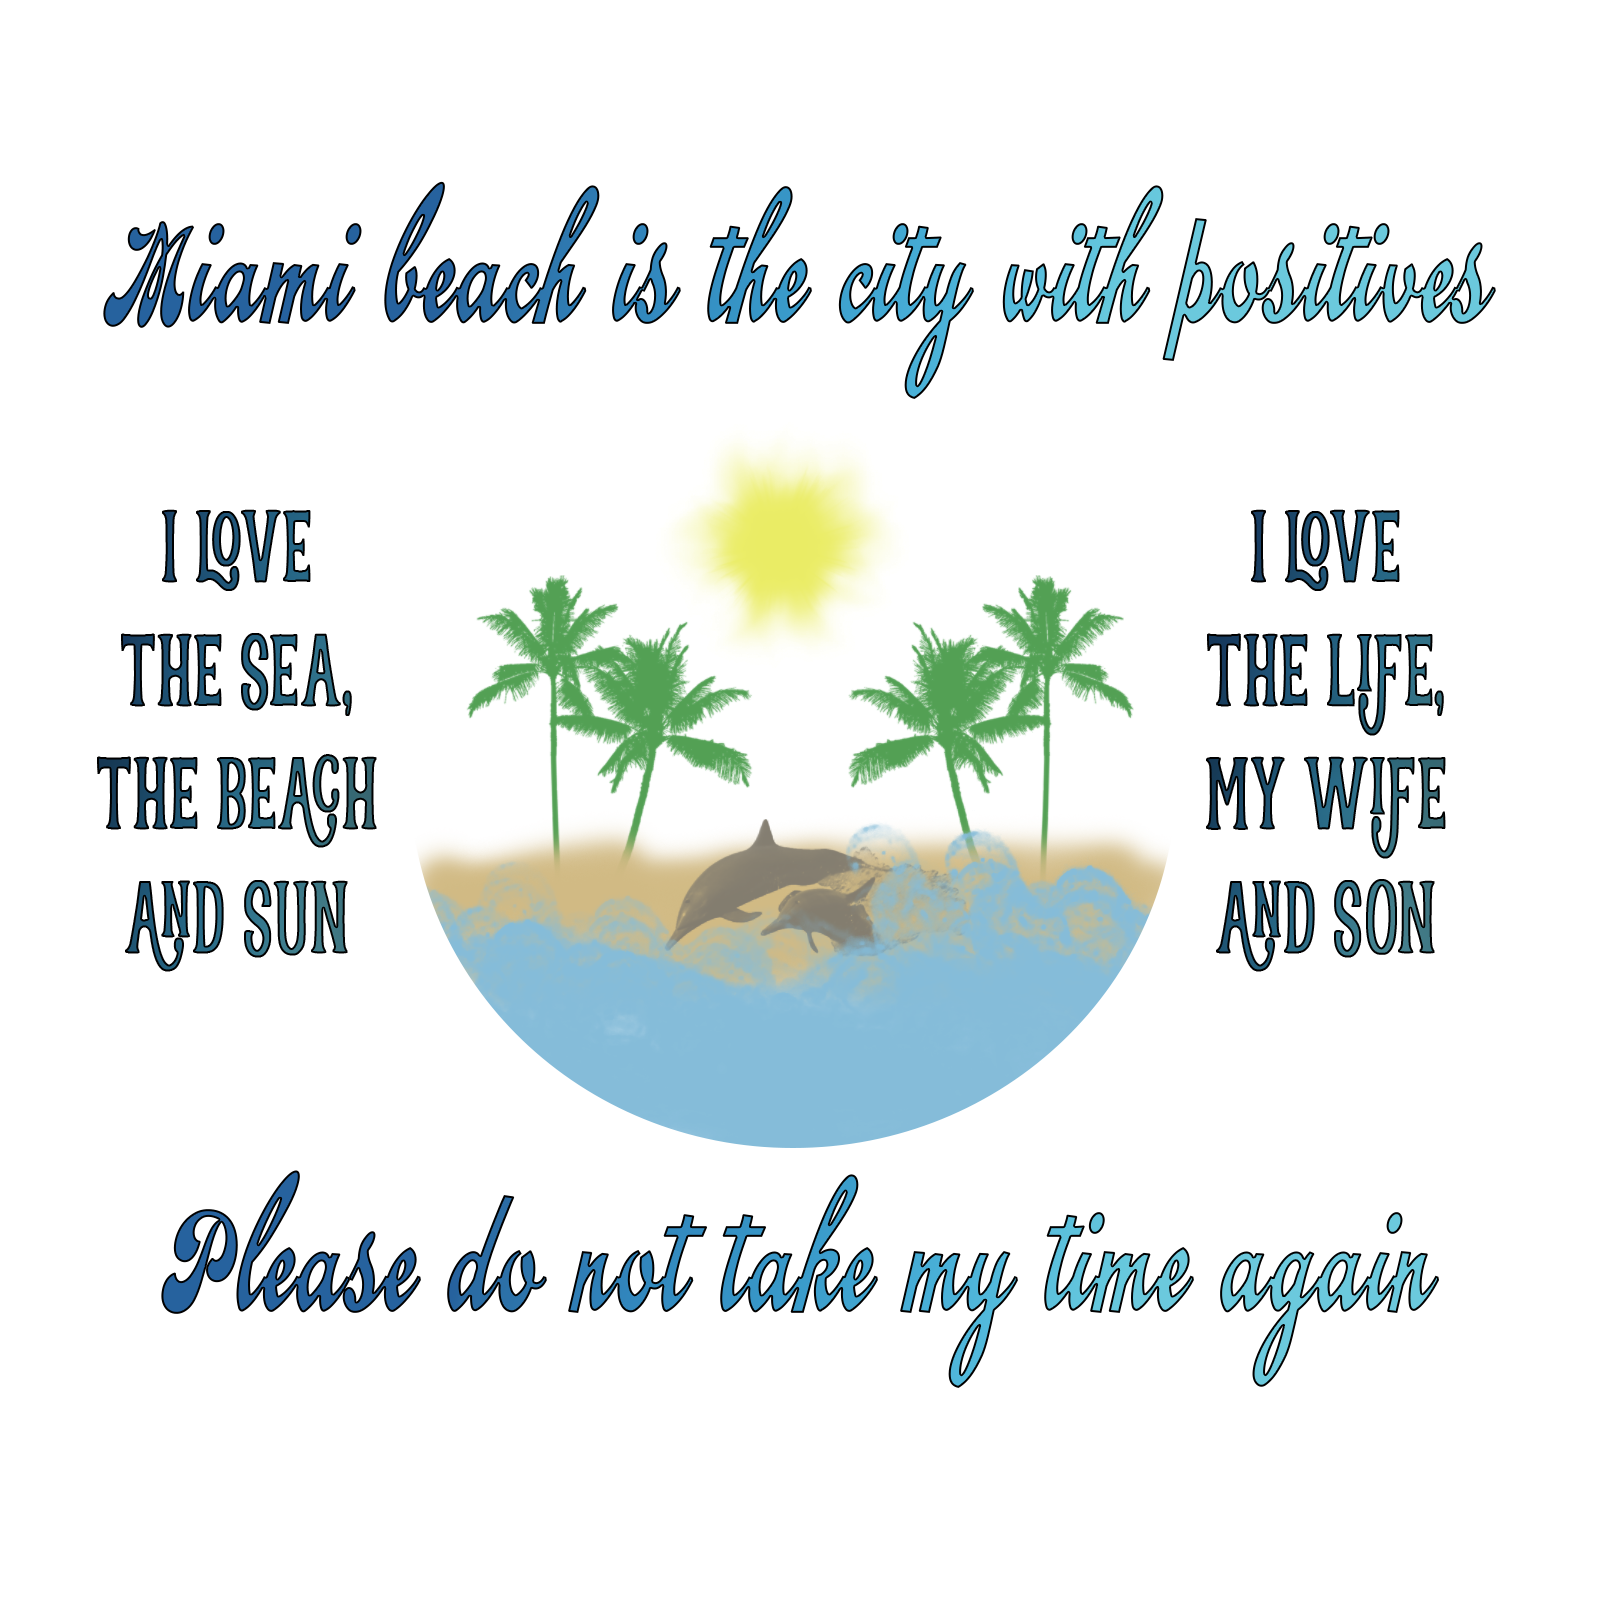 Miami beach is the city with positives
I LOVE
THE SEA,
THE BEACH
AND SUN
I LOVE
THE LIFE,
MY WIFE
AND SON
Please do not take my time again